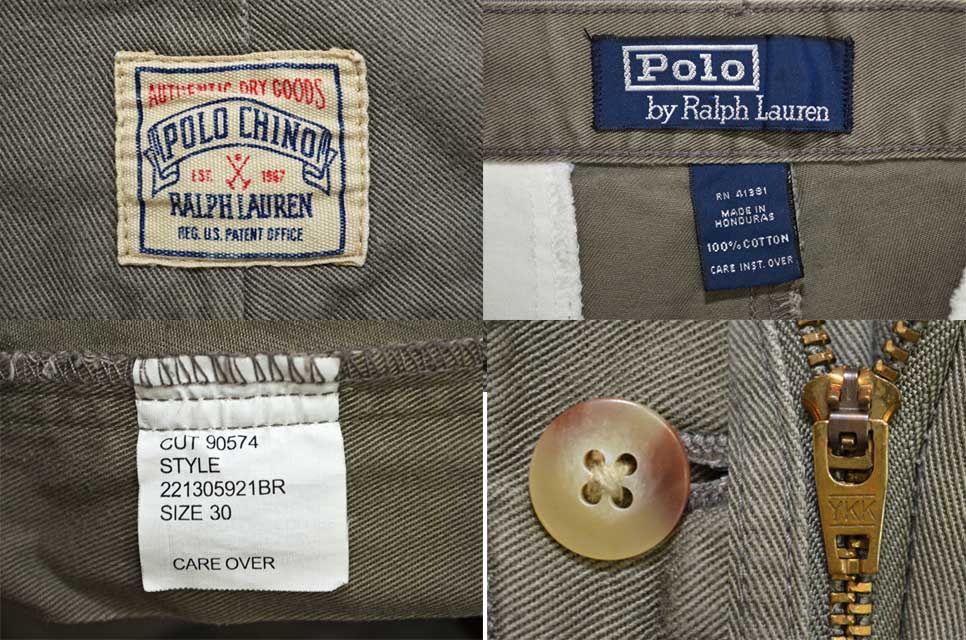 AUTHENTIC DRY GOODS
POLO CHINO
EST. 1967
RALPH LAUREN
REG. U.S. PATENT OFFICE
Polo
by Ralph Lauren
RN 41381
MADE IN
HONDURAS
100% COTTON
CARE INST. OVER
CUT 90574
STYLE
221305921BR
SIZE 30
CARE OVER
YKK